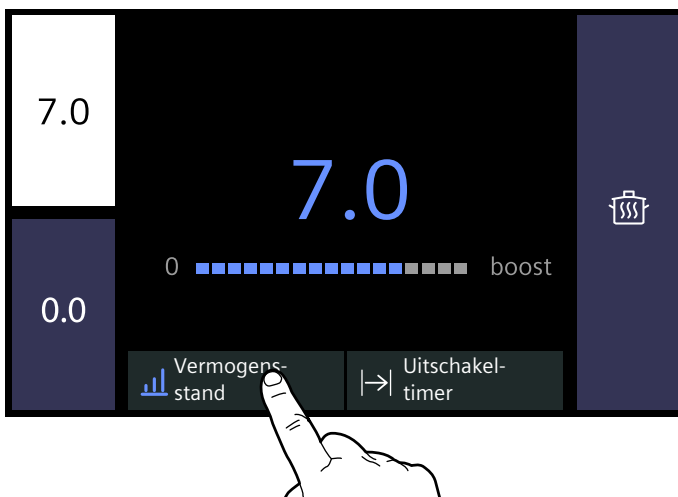 7.0
0.0
7.0
0 boost
Vermogens-
stand
Uitschakel-
timer